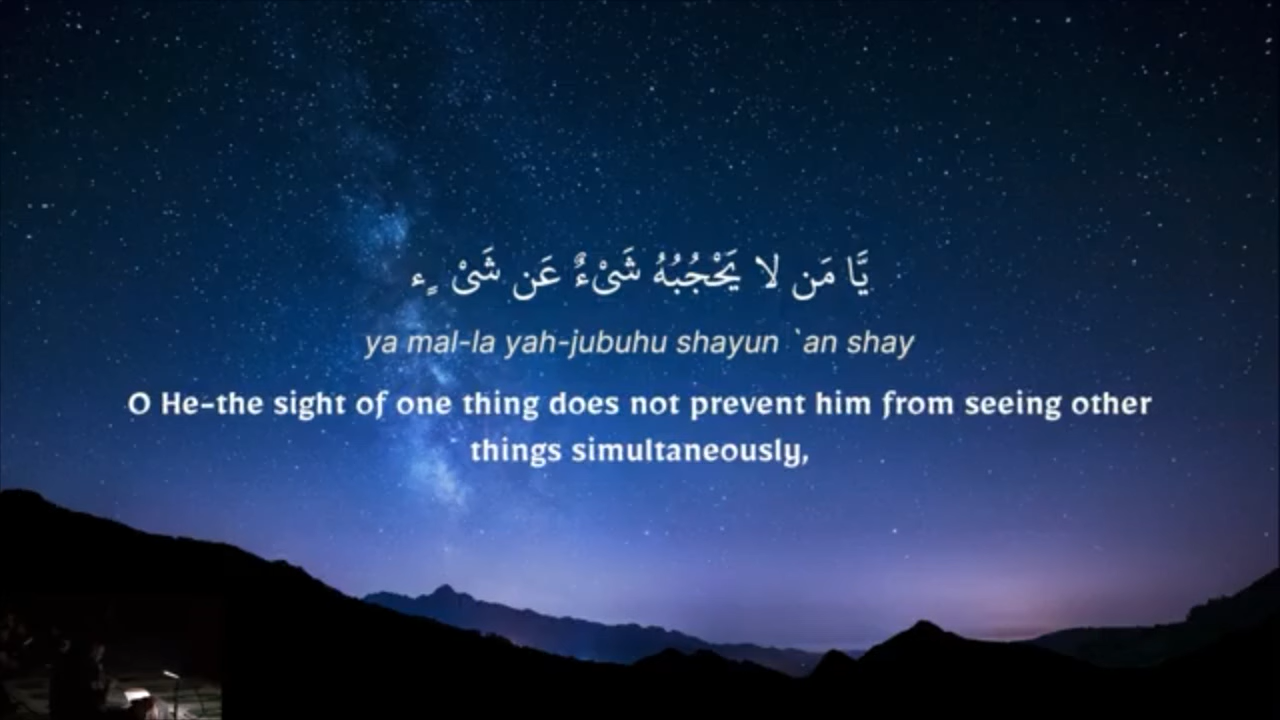 يَّا مَن لا يَحْجُبُهُ شَىْءٌ عَن شَىْ ٍء
ya mal-la yah-jubuhu shayun `an shay
O He-the sight of one thing does not prevent him from seeing other
things simultaneously,